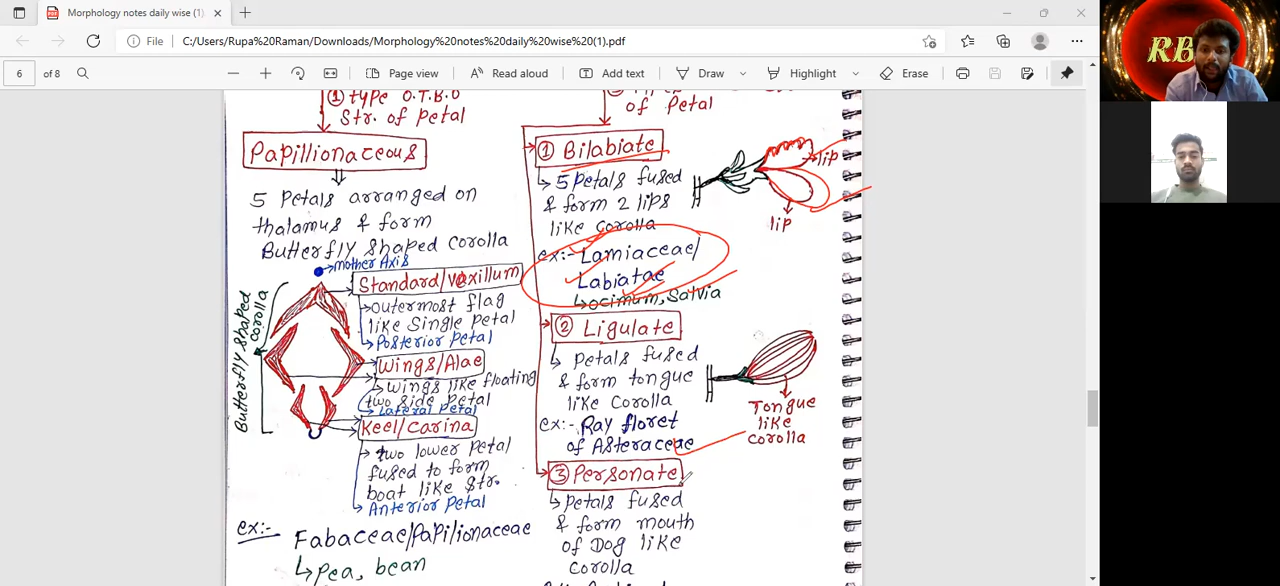 Morphology notes daily wise (1).p
File
C:/Users/Rupa%20Raman/Downloads/Morphology%20notes%20daily%20wise%20(1).pdf
6 of 8
Page view
Read aloud
Add text
Draw
Highlight
Erase
RB
① type O.T.B.O
Str. of Petal
Papillionaceous
5 Petals arranged on
thalamus & form
Butterfly shaped corolla
Mother Axis
Butterfly shaped
corolla
Standard/Vexillum
outermost flag
like single petal
Posterior Petal
Wings/Alae
wings like floating
two side petal
Lateral Petal
Keel/Carina
two lower petal
fused to form
boat like str.
Anterior Petal
ex:-
Fabaceae/Papilionaceae
Pea, bean
of Petal
① Bilabiate
5 Petals fused
& form 2 lips
like corolla
ex:- Lamiaceae/
Labiatae
ocimum, Salvia
lip
lip
② Ligulate
Petals fused
& form tongue
like corolla
ex:- Ray floret
of Asteraceae
Tongue
like
corolla
③ Personate
Petals fused
& form mouth
of Dog like
corolla